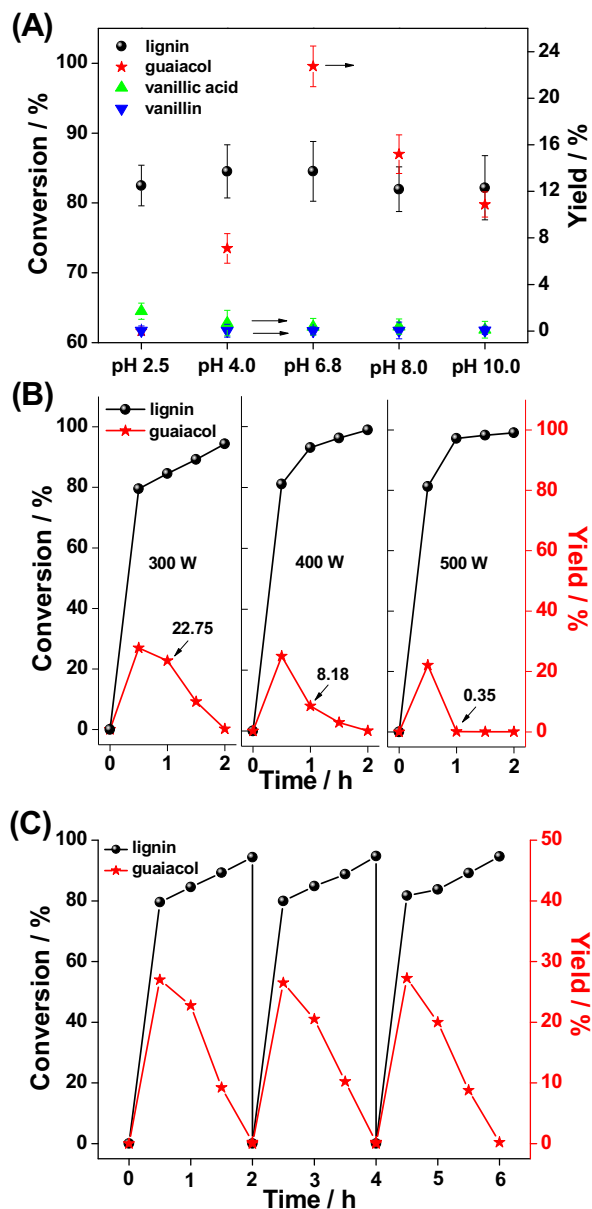 (A)
lignin
guaiacol
vanillic acid
vanillin
Conversion / %
100
90
80
70
60
Yield / %
24
20
16
12
8
4
0
pH 2.5 pH 4.0 pH 6.8 pH 8.0 pH 10.0
(B)
lignin
guaiacol
Conversion / %
100
80
60
40
20
0
300 W 400 W 500 W
22.75
8.18
0.35
Yield / %
100
80
60
40
20
0
0 1 2 0 1 2 0 1 2
Time / h
(C)
lignin
guaiacol
Conversion / %
100
80
60
40
20
0
Yield / %
50
40
30
20
10
0
0 1 2 3 4 5 6
Time / h